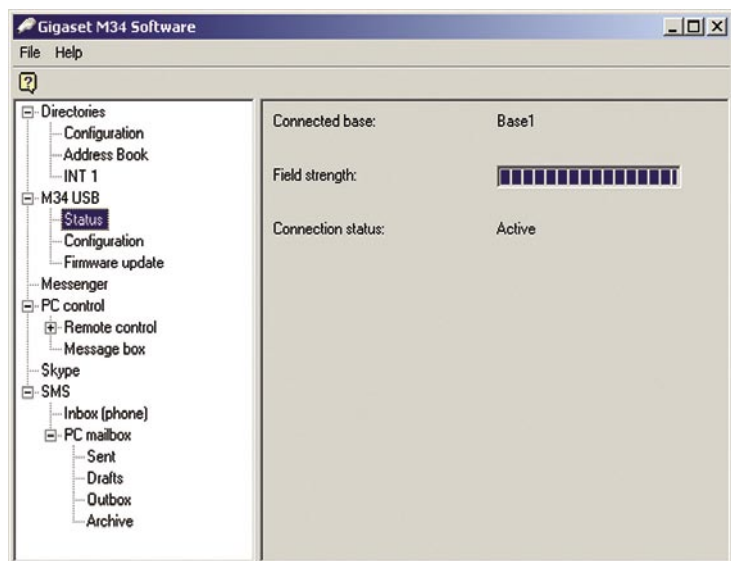 Gigaset M34 Software
File Help
Directories
Configuration
Address Book
INT 1
M34 USB
Status
Configuration
Firmware update
Messenger
PC control
Remote control
Message box
Skype
SMS
Inbox (phone)
PC mailbox
Sent
Drafts
Outbox
Archive
Connected base: Base1
Field strength:
Connection status: Active